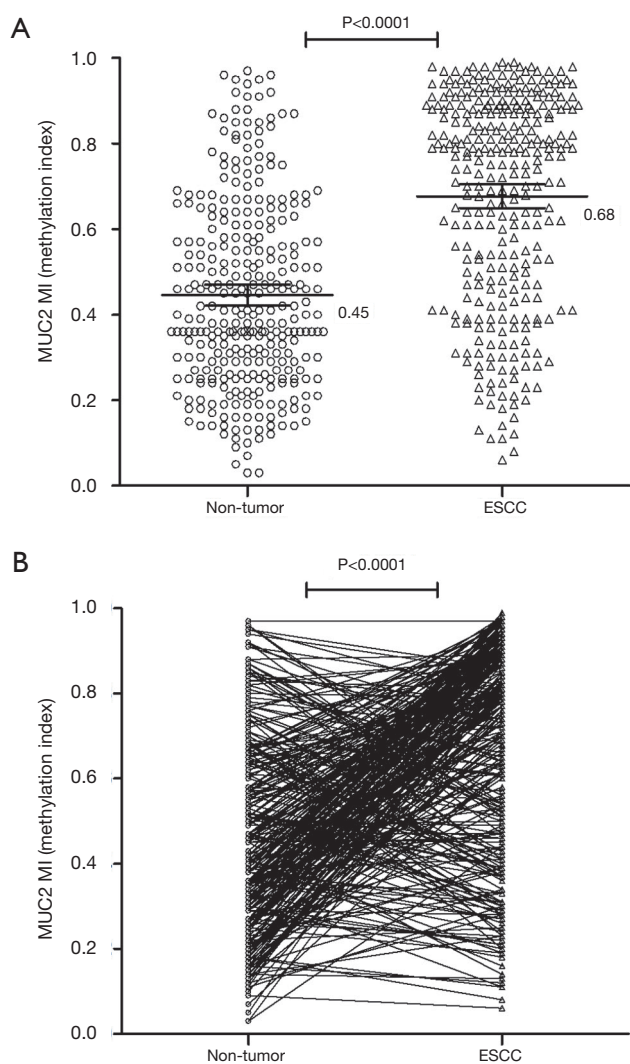 A
P<0.0001
MUC2 MI (methylation index)
1.0
0.8
0.6
0.4
0.2
0.0
0.45
0.68
Non-tumor
ESCC
B
P<0.0001
MUC2 MI (methylation index)
1.0
0.8
0.6
0.4
0.2
0.0
Non-tumor
ESCC